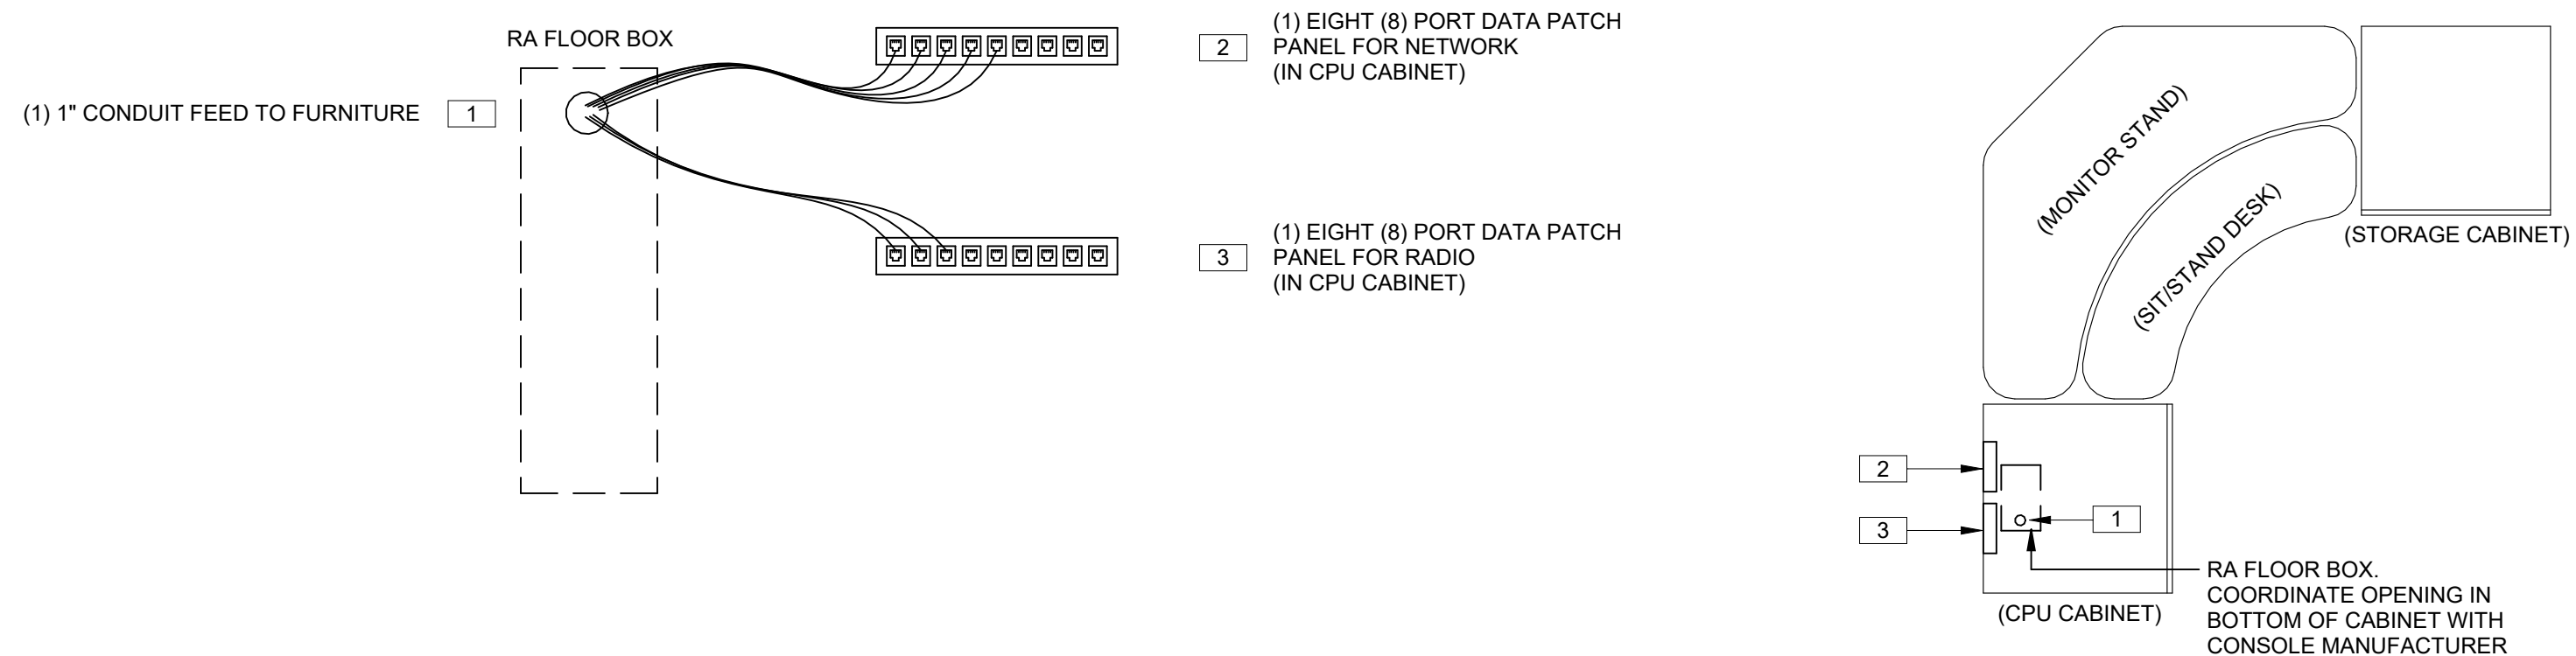 RA FLOOR BOX
(1) 1" CONDUIT FEED TO FURNITURE
1
2
(1) EIGHT (8) PORT DATA PATCH
PANEL FOR NETWORK
(IN CPU CABINET)
3
(1) EIGHT (8) PORT DATA PATCH
PANEL FOR RADIO
(IN CPU CABINET)
(MONITOR STAND)
(SIT/STAND DESK)
(STORAGE CABINET)
2
3
1
(CPU CABINET)
RA FLOOR BOX.
COORDINATE OPENING IN
BOTTOM OF CABINET WITH
CONSOLE MANUFACTURER